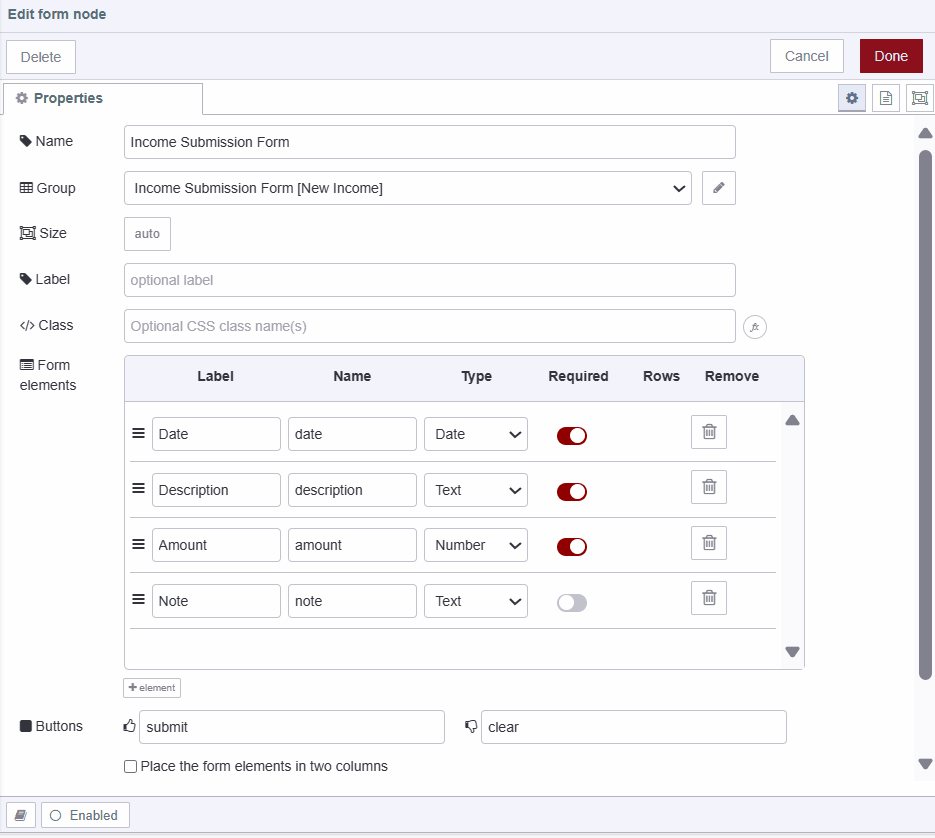 Edit form node
Delete
Cancel
Done
Properties
Name
Income Submission Form
Group
Income Submission Form [New Income]
Size
auto
Label
optional label
Class
Optional CSS class name(s)
fx
Form
elements
Label Name Type Required Rows Remove
Date date Date
Description description Text
Amount amount Number
Note note Text
+ element
Buttons
submit
clear
Place the form elements in two columns
Enabled